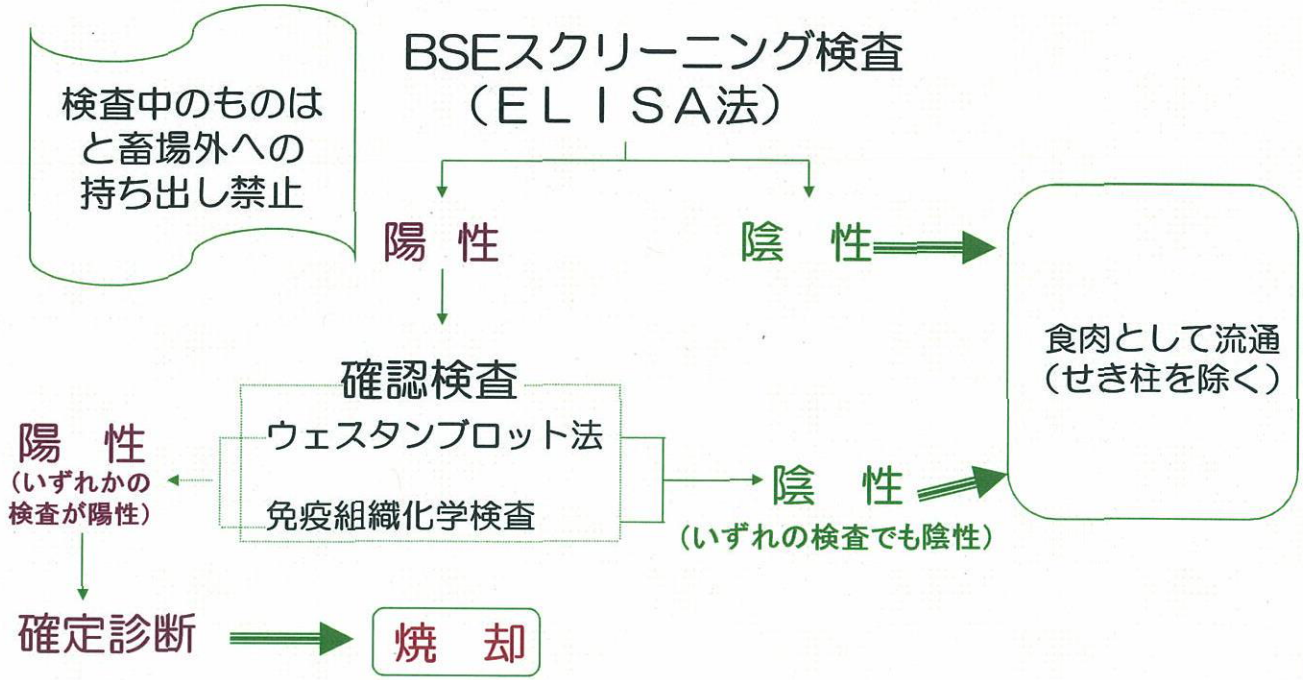 検査中のものは
と畜場外への
持ち出し禁止
BSEスクリーニング検査
（ＥＬＩＳＡ法）
陽 性
陰 性
食肉として流通
（せき柱を除く）
確認検査
ウェスタンブロット法
免疫組織化学検査
陽 性
（いずれかの
検査が陽性）
陰 性
（いずれの検査でも陰性）
確定診断
焼 却